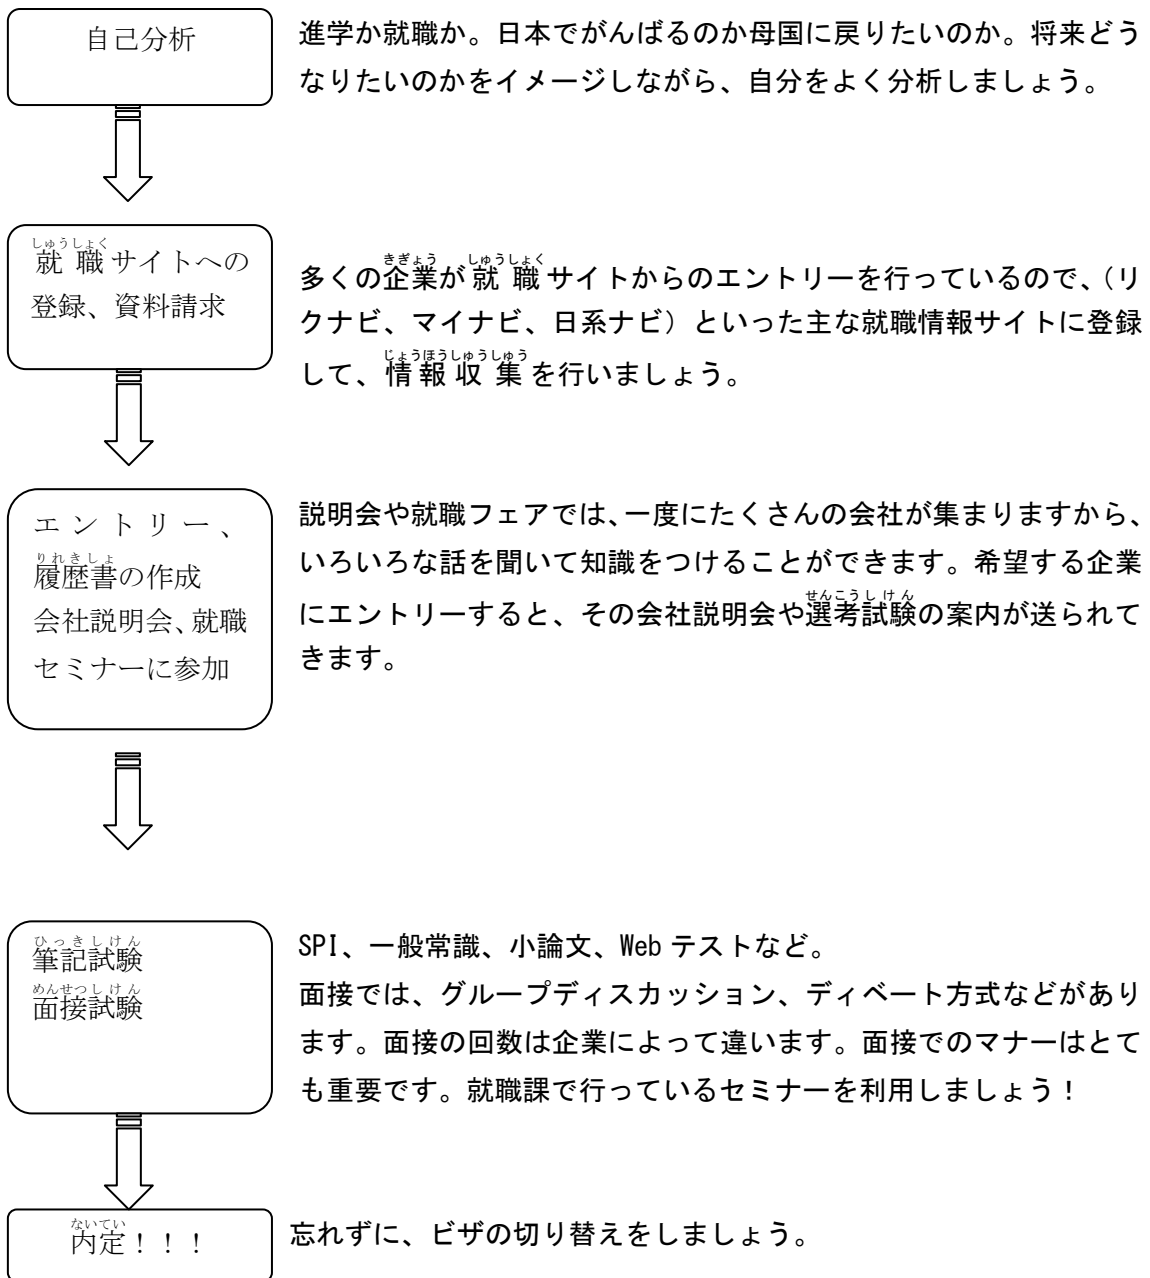 自己分析
進学か就職か。日本でがんばるのか母国に戻りたいのか。将来どう
なりたいのかをイメージしながら、自分をよく分析しましょう。
しゅうしょく
就職サイトへの
登録、資料請求
きぎょう しゅうしょく
多くの企業が就職サイトからのエントリーを行っているので、（リ
クナビ、マイナビ、日系ナビ）といった主な就職情報サイトに登録
じょうほうしゅうしゅう
して、情報収集を行いましょう。
エントリー、
りれきしょ
履歴書の作成
会社説明会、就職
セミナーに参加
説明会や就職フェアでは、一度にたくさんの会社が集まりますから、
いろいろな話を聞いて知識をつけることができます。希望する企業
せんこうしけん
にエントリーすると、その会社説明会や選考試験の案内が送られて
きます。
ひっきしけん
筆記試験
めんせつしけん
面接試験
SPI、一般常識、小論文、Web テストなど。
面接では、グループディスカッション、ディベート方式などがあり
ます。面接の回数は企業によって違います。面接でのマナーはとて
も重要です。就職課で行っているセミナーを利用しましょう！
ないてい
内定！！！
忘れずに、ビザの切り替えをしましょう。